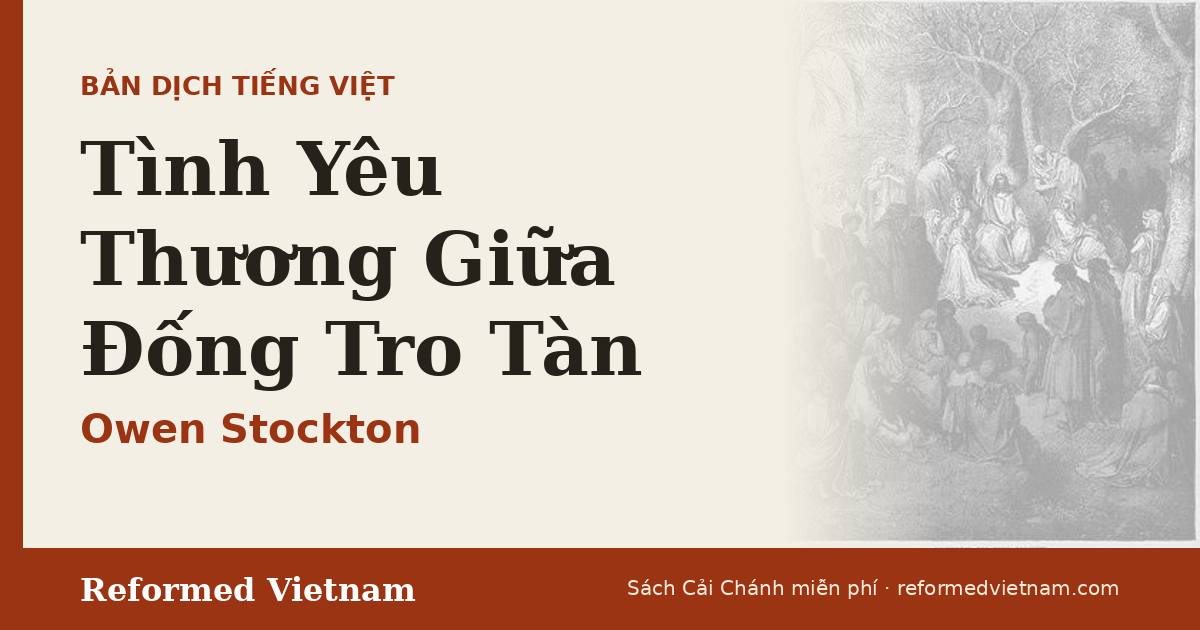 BẢN DỊCH TIẾNG VIỆT
Tình Yêu
Thương Giữa
Đống Tro Tàn
Owen Stockton
Reformed Vietnam
Sách Cải Chánh miễn phí · reformedvietnam.com